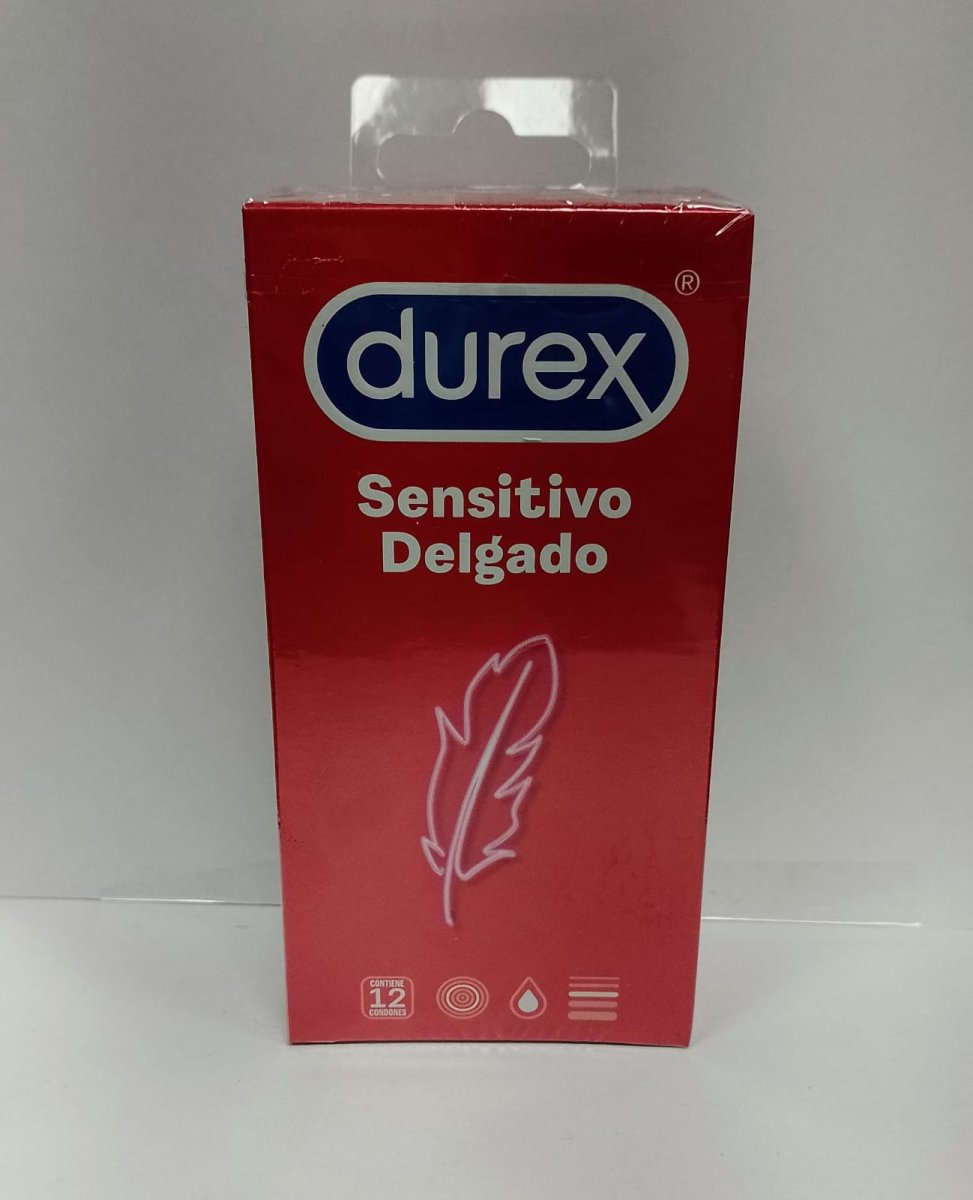 durex
®
Sensitivo
Delgado
CONTIENE
12
CONDONES